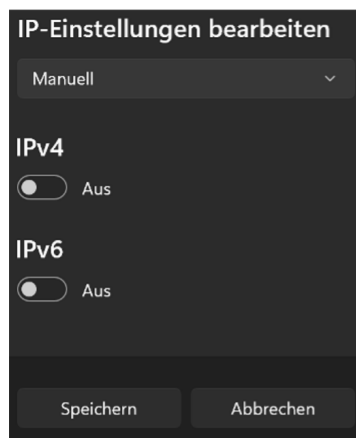 IP-Einstellungen bearbeiten
Manuell
IPv4
Aus
IPv6
Aus
Speichern Abbrechen